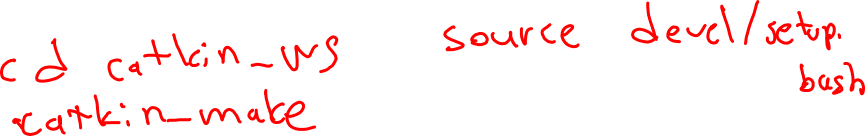 cd catkin_ws
catkin_make
source devel/setup.
bash